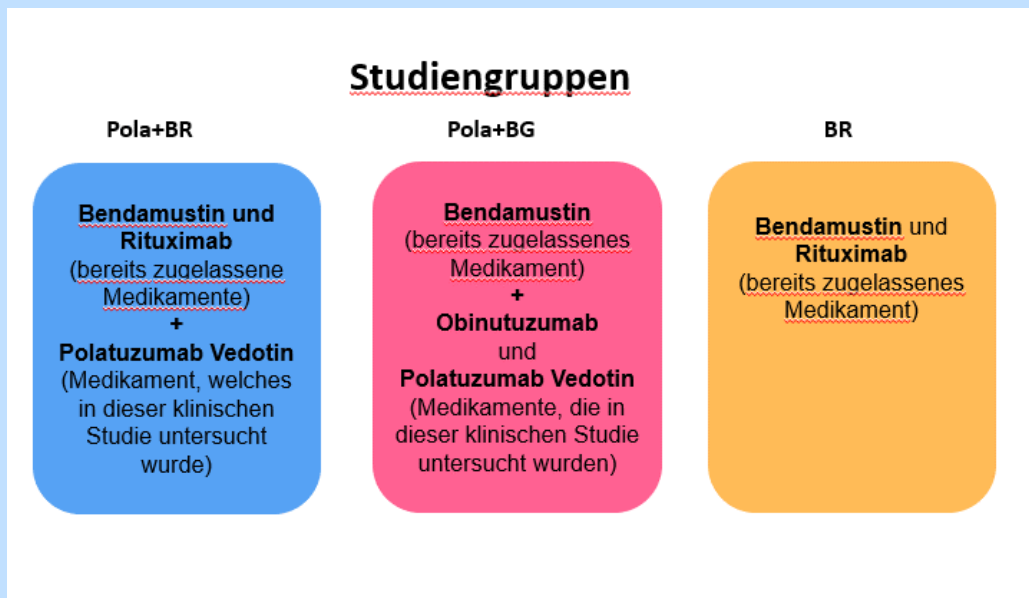 Studiengruppen
Pola+BR
Bendamustin und
Rituximab
(bereits zugelassene
Medikamente)
+
Polatuzumab Vedotin
(Medikament, welches
in dieser klinischen
Studie untersucht
wurde)
Pola+BG
Bendamustin
(bereits zugelassenes
Medikament)
+
Obinutuzumab
und
Polatuzumab Vedotin
(Medikamente, die in
dieser klinischen Studie
untersucht wurden)
BR
Bendamustin und
Rituximab
(bereits zugelassenes
Medikament)